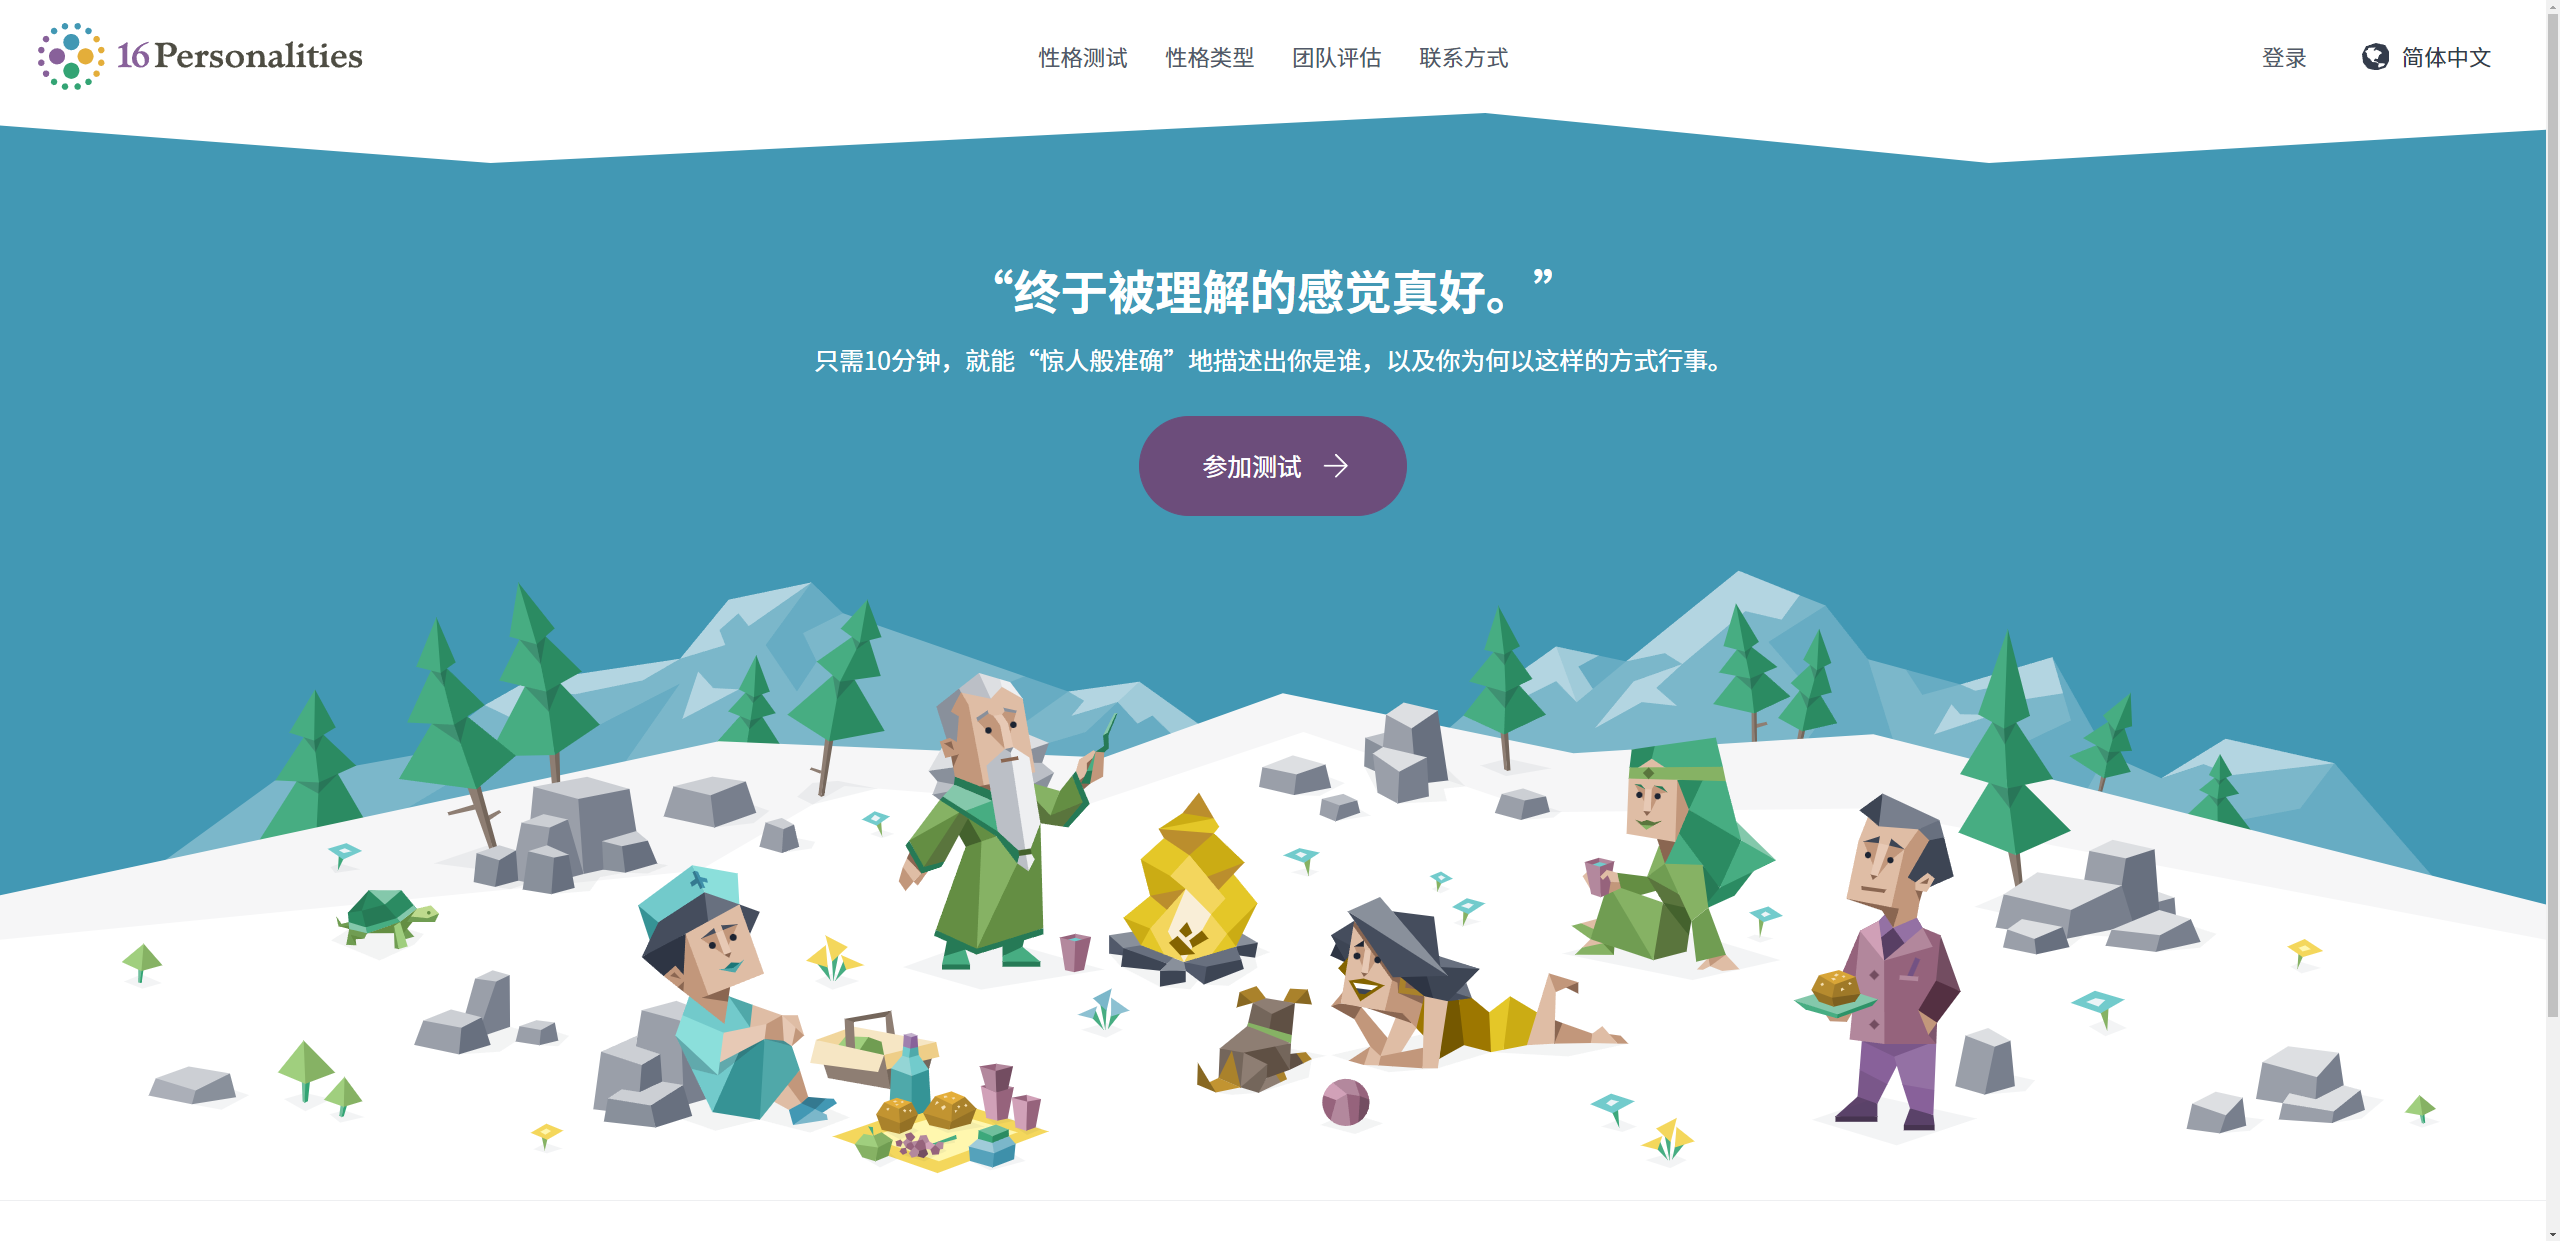 16Personalities
性格测试 性格类型 团队评估 联系方式
登录 简体中文
“终于被理解的感觉真好。”
只需10分钟，就能“惊人般准确”地描述出你是谁，以及你为何以这样的方式行事。
参加测试 →